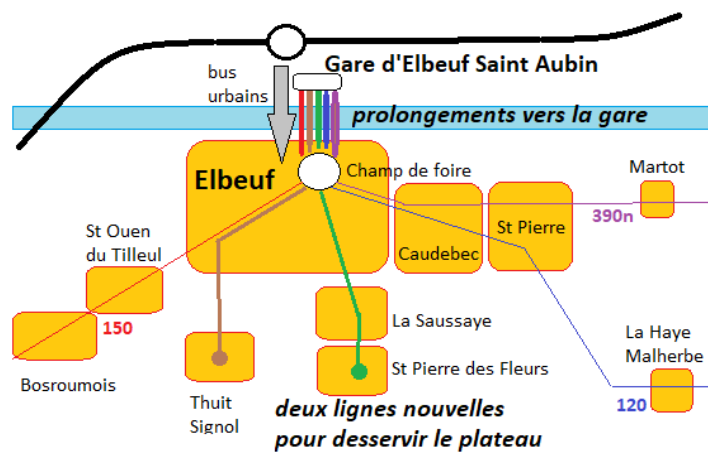 Gare d'Elbeuf Saint Aubin
bus
urbains
prolongements vers la gare
Elbeuf
Champ de foire
Martot
390n
St Pierre
Caudebec
St Ouen
du Tilleul
150
Bosroumois
La Saussaye
La Haye
Malherbe
St Pierre des Fleurs
120
Thuit
Signol
deux lignes nouvelles
pour desservir le plateau